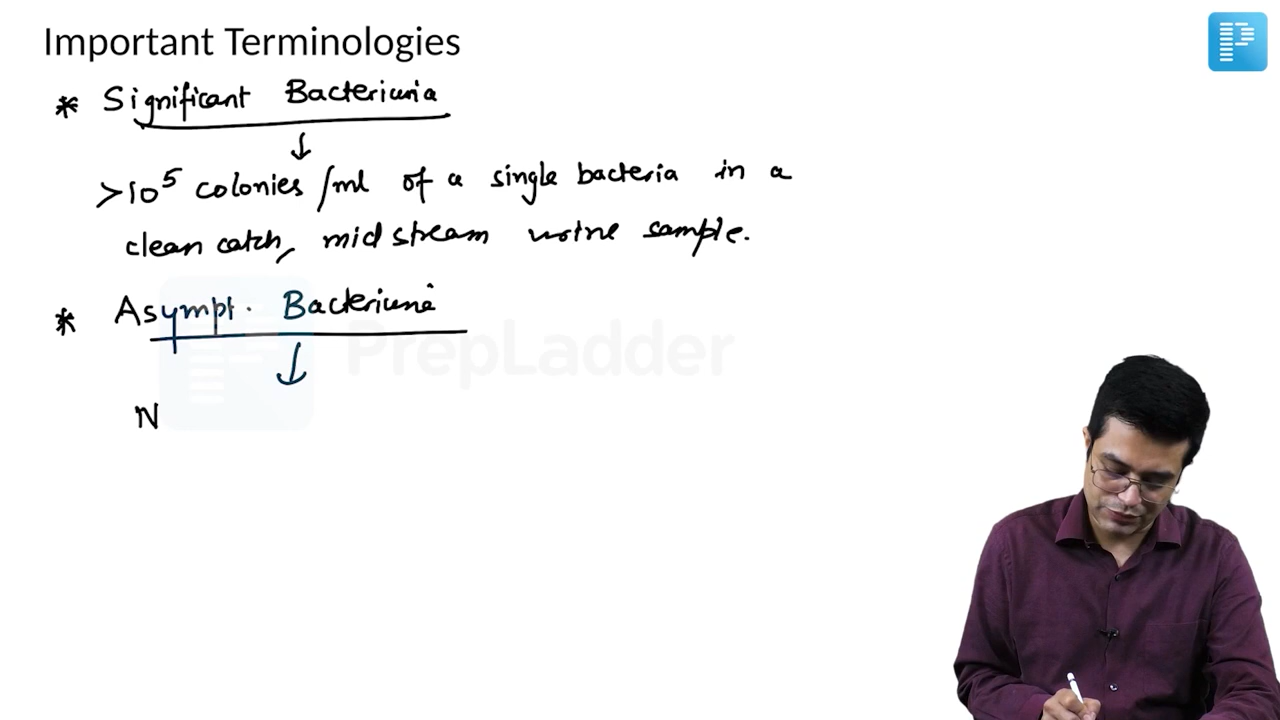 Important Terminologies
* Significant Bacteriuria
↓
>10⁵ colonies /ml of a single bacteria in a
clean catch, midstream urine sample.
* Asympt. Bacteriuria
↓
PrepLadder
N